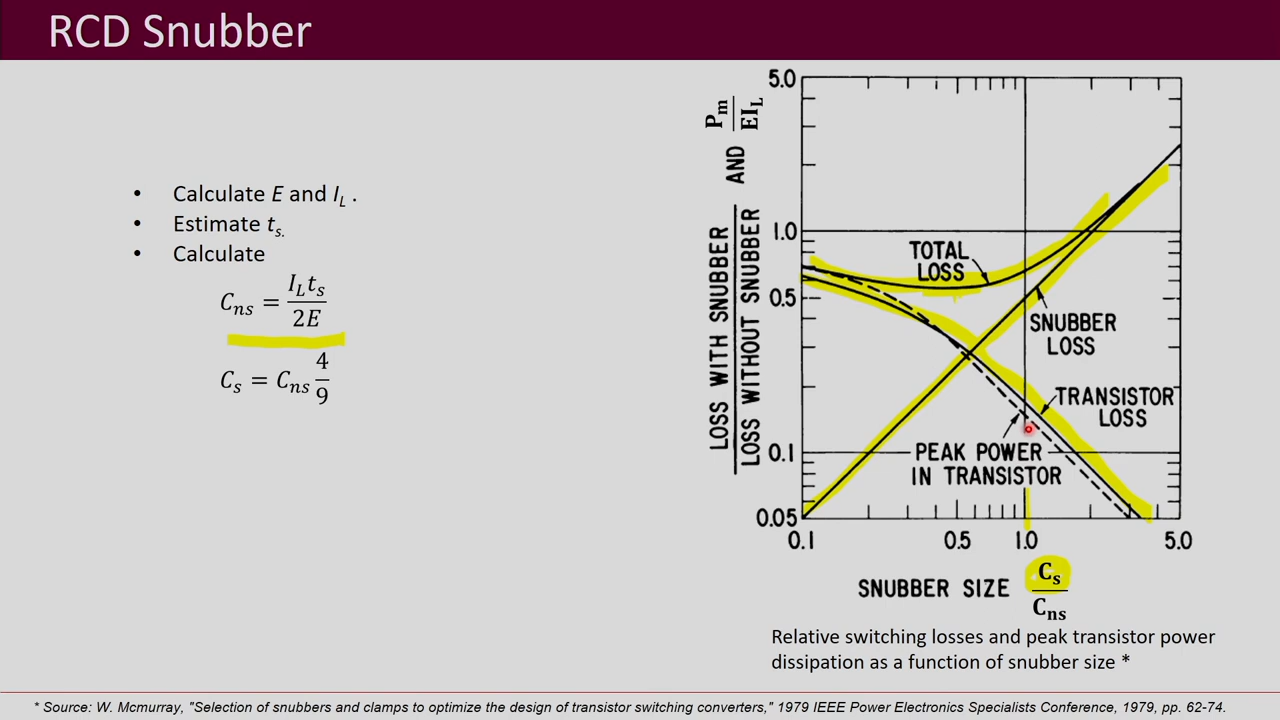 RCD Snubber
• Calculate E and I_L .
• Estimate t_s.
• Calculate
C_ns = I_L t_s / 2E
C_s = C_ns 4/9
LOSS WITH SNUBBER / LOSS WITHOUT SNUBBER AND P_m / EI_L
5.0
1.0
0.5
0.1
0.05
TOTAL
LOSS
SNUBBER
LOSS
TRANSISTOR
LOSS
PEAK POWER
IN TRANSISTOR
0.1 0.5 1.0 5.0
SNUBBER SIZE C_s / C_ns
Relative switching losses and peak transistor power
dissipation as a function of snubber size *
* Source: W. Mcmurray, "Selection of snubbers and clamps to optimize the design of transistor switching converters," 1979 IEEE Power Electronics Specialists Conference, 1979, pp. 62-74.